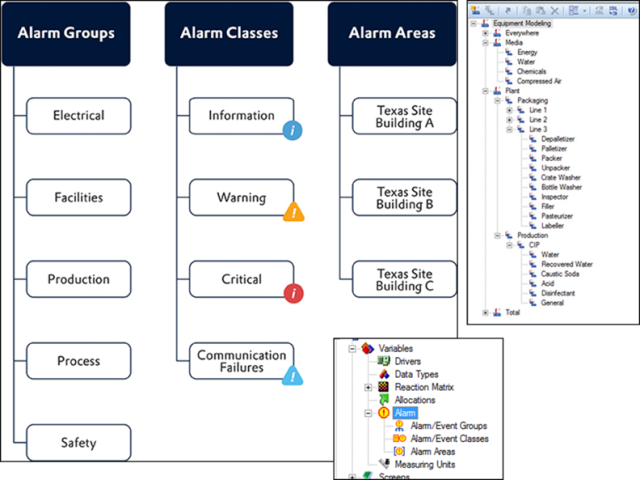 Alarm Groups
Electrical
Facilities
Production
Process
Safety
Alarm Classes
Information
i
Warning
!
Critical
i
Communication
Failures
!
Alarm Areas
Texas Site
Building A
Texas Site
Building B
Texas Site
Building C
Equipment Modeling
Everywhere
Media
Energy
Water
Chemicals
Compressed Air
Plant
Packaging
Line 1
Line 2
Line 3
Depalletizer
Palletizer
Packer
Unpacker
Crate Washer
Bottle Washer
Inspector
Filler
Pasteurizer
Labeller
Production
CIP
Water
Recovered Water
Caustic Soda
Acid
Disinfectant
General
Total
Variables
Drivers
Data Types
Reaction Matrix
Allocations
Alarm
Alarm/Event Groups
Alarm/Event Classes
Alarm Areas
Measuring Units
Screens